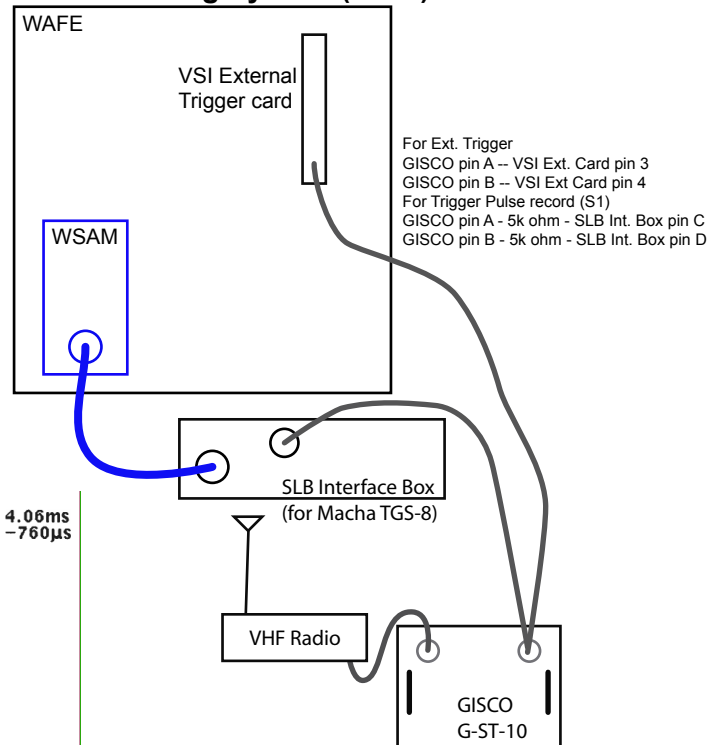 WAFE
VSI External
Trigger card
For Ext. Trigger
GISCO pin A -- VSI Ext. Card pin 3
GISCO pin B -- VSI Ext Card pin 4
For Trigger Pulse record (S1)
GISCO pin A - 5k ohm - SLB Int. Box pin C
GISCO pin B - 5k ohm - SLB Int. Box pin D
WSAM
SLB Interface Box
(for Macha TGS-8)
4.06ms
-760µs
VHF Radio
GISCO
G-ST-10